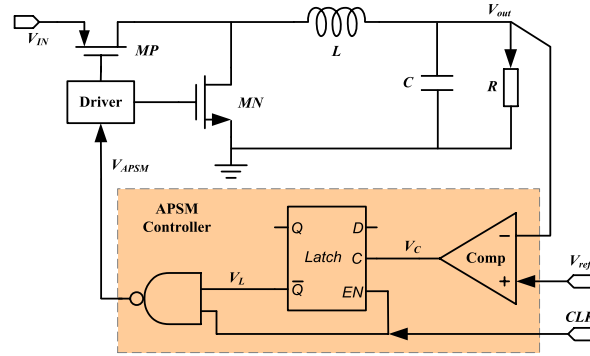 V_IN
MP
L
V_out
Driver
MN
C
R
V_APSM
APSM
Controller
Q
D
V_C
Latch
C
Comp
−
+
V_ref
V_L
Q̅
EN
CLK